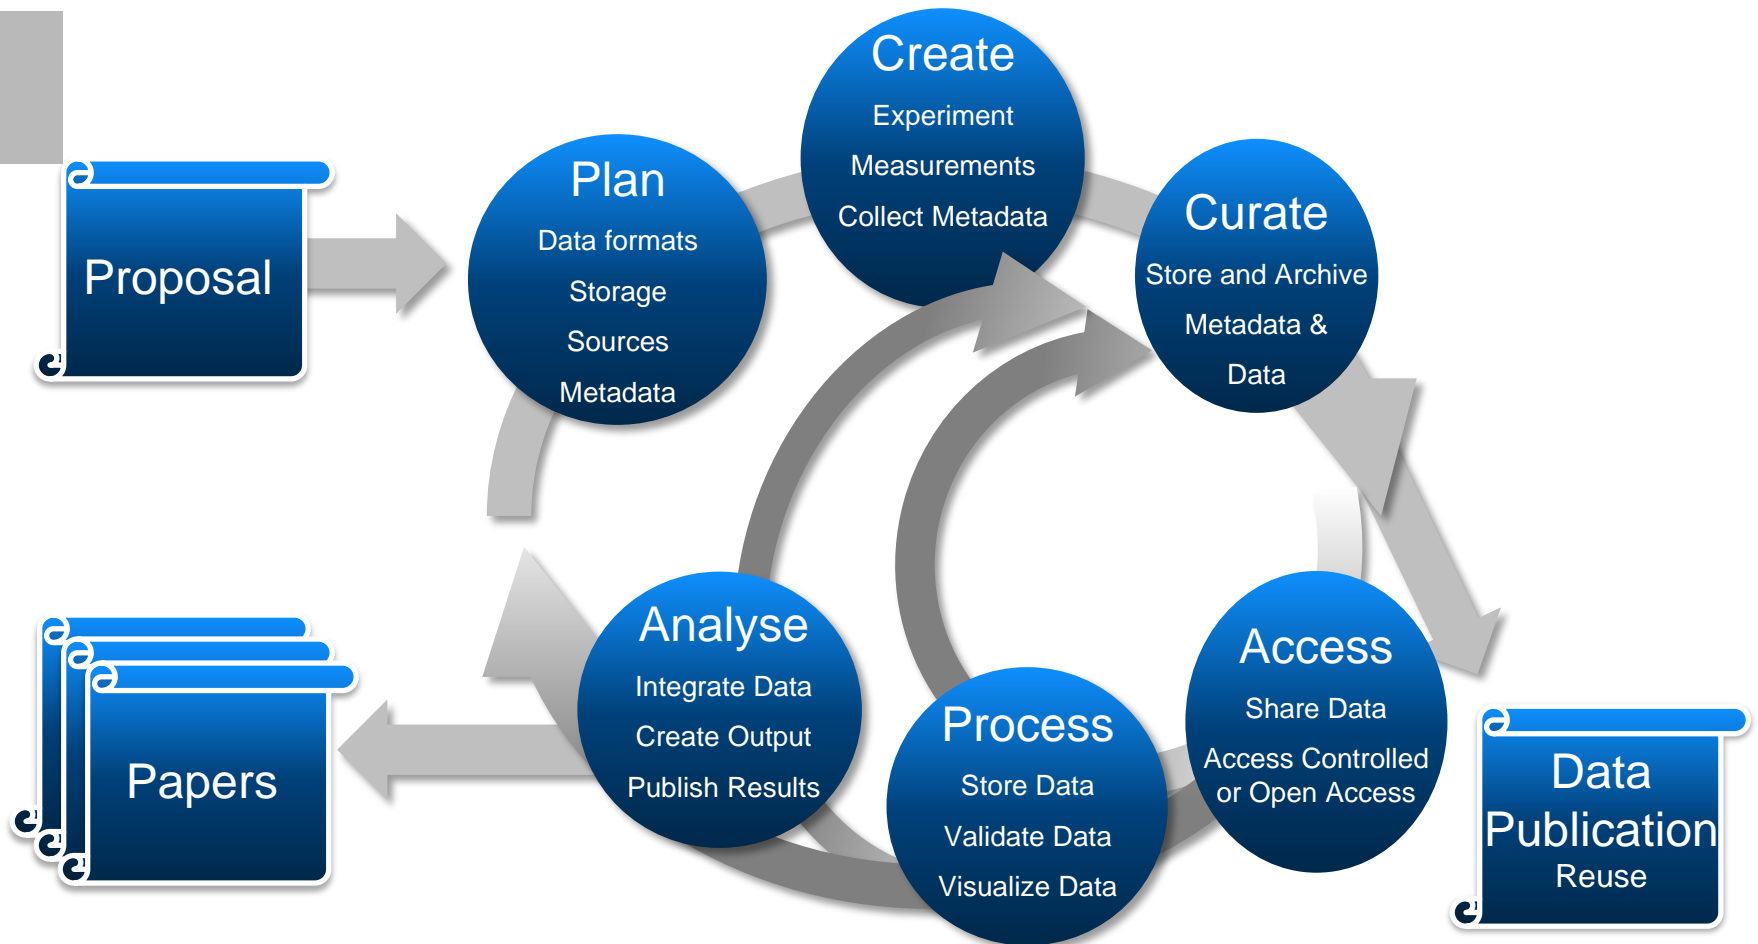 Proposal
Plan
Data formats
Storage
Sources
Metadata
Create
Experiment
Measurements
Collect Metadata
Curate
Store and Archive
Metadata &
Data
Access
Share Data
Access Controlled
or Open Access
Process
Store Data
Validate Data
Visualize Data
Analyse
Integrate Data
Create Output
Publish Results
Papers
Data
Publication
Reuse